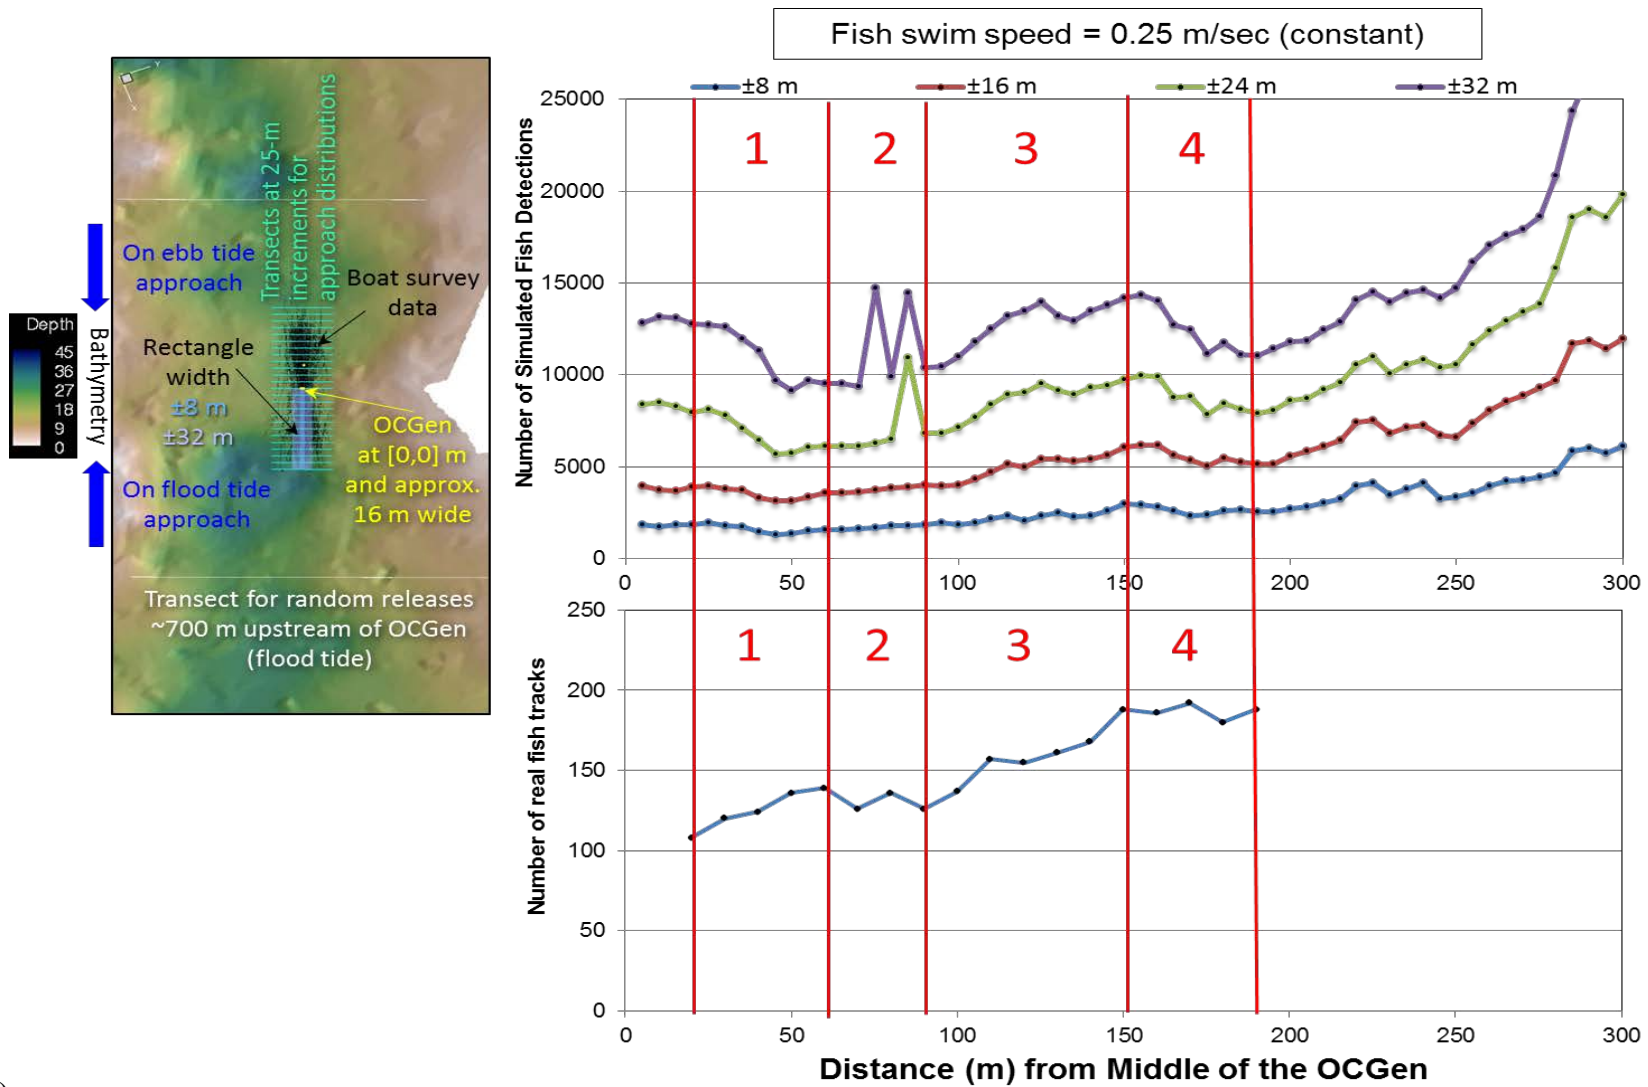 Fish swim speed = 0.25 m/sec (constant)
Y
X
Transects at 25-m
increments for
approach distributions
On ebb tide
approach
Boat survey
data
Depth
45
36
27
18
9
0
Bathymetry
Rectangle
width
±8 m
±32 m
OCGen
at [0,0] m
and approx.
16 m wide
On flood tide
approach
Transect for random releases
~700 m upstream of OCGen
(flood tide)
±8 m ±16 m ±24 m ±32 m
Number of Simulated Fish Detections
25000
20000
15000
10000
5000
0
1 2 3 4
0 50 100 150 200 250 300
Number of real fish tracks
250
200
150
100
50
0
1 2 3 4
0 50 100 150 200 250 300
Distance (m) from Middle of the OCGen